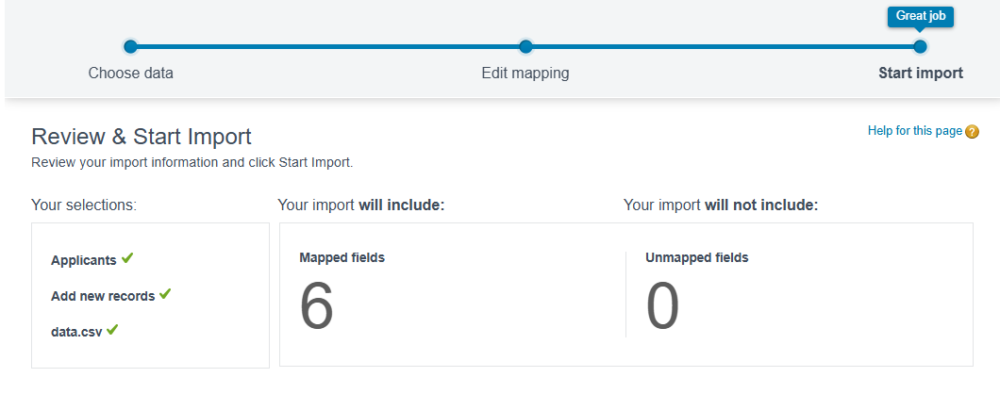 Great job
Choose data
Edit mapping
Start import
Review & Start Import
Help for this page ?
Review your import information and click Start Import.
Your selections:
Your import will include:
Your import will not include:
Applicants
Add new records
data.csv
Mapped fields
6
Unmapped fields
0